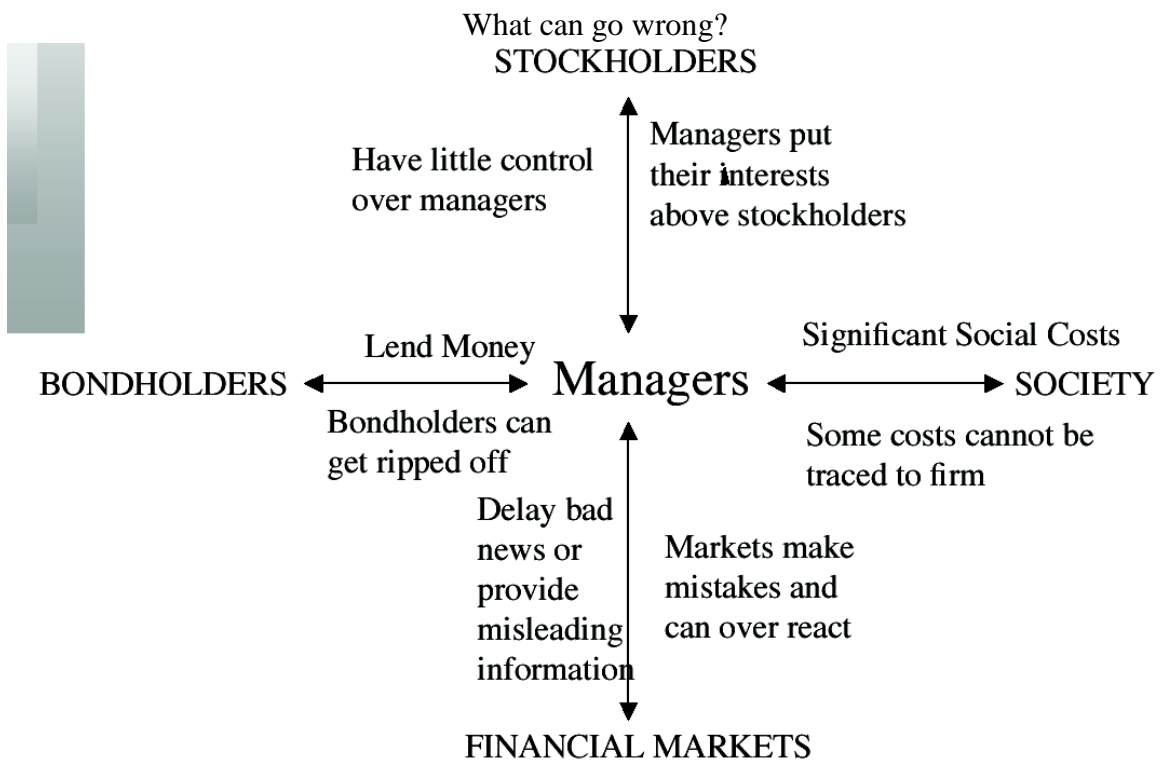 What can go wrong?
STOCKHOLDERS
Have little control
over managers
Managers put
their interests
above stockholders
Lend Money
Significant Social Costs
BONDHOLDERS
Managers
SOCIETY
Bondholders can
get ripped off
Some costs cannot be
traced to firm
Delay bad
news or
provide
misleading
information
Markets make
mistakes and
can over react
FINANCIAL MARKETS